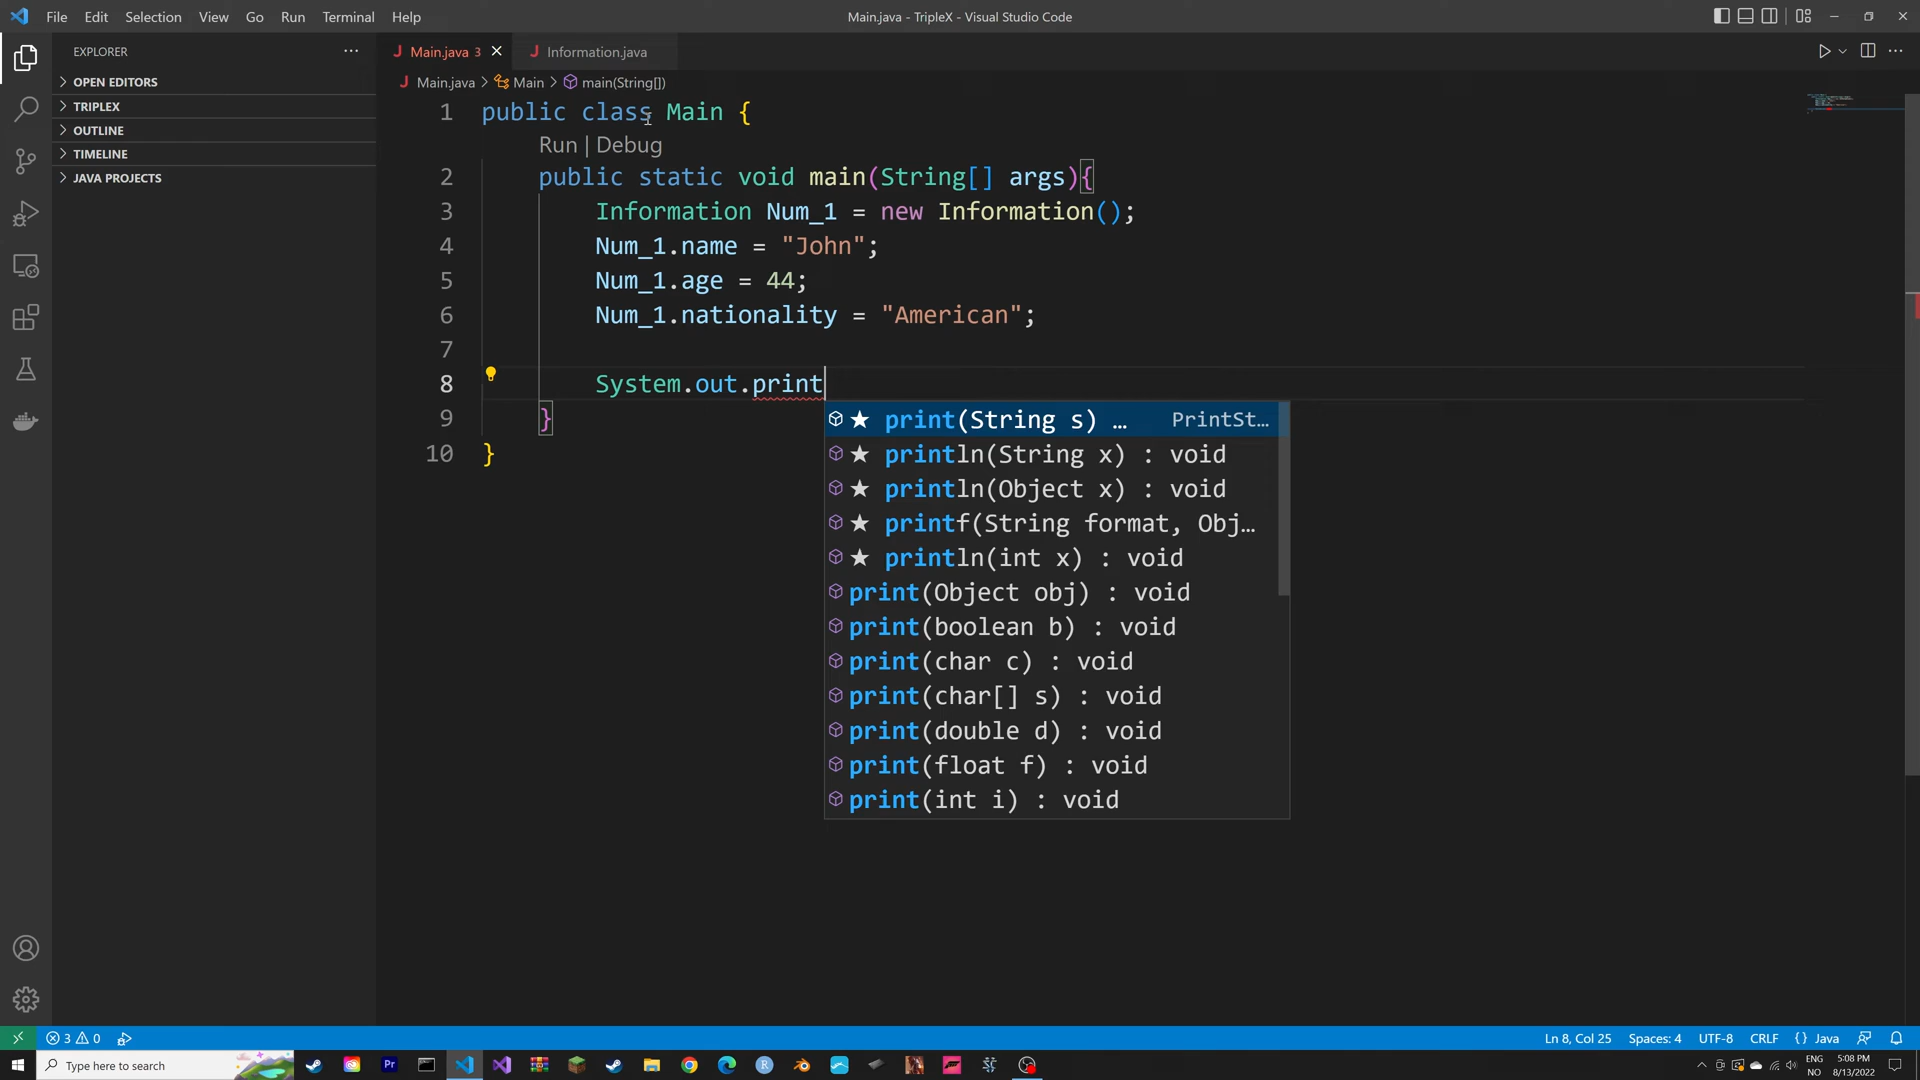 File Edit Selection View Go Run Terminal Help
Main.java - TripleX - Visual Studio Code
EXPLORER
OPEN EDITORS
TRIPLEX
OUTLINE
TIMELINE
JAVA PROJECTS
J Main.java 3
J Information.java
J Main.java > Main > main(String[])
1 public class Main {
Run | Debug
2 public static void main(String[] args){
3 Information Num_1 = new Information();
4 Num_1.name = "John";
5 Num_1.age = 44;
6 Num_1.nationality = "American";
7
8 System.out.print
9 }
10 }
print(String s) … PrintSt…
println(String x) : void
println(Object x) : void
printf(String format, Obj…
println(int x) : void
print(Object obj) : void
print(boolean b) : void
print(char c) : void
print(char[] s) : void
print(double d) : void
print(float f) : void
print(int i) : void
3 0
Ln 8, Col 25 Spaces: 4 UTF-8 CRLF {} Java
Type here to search
Pr
R
ENG
NO
5:08 PM
8/13/2022